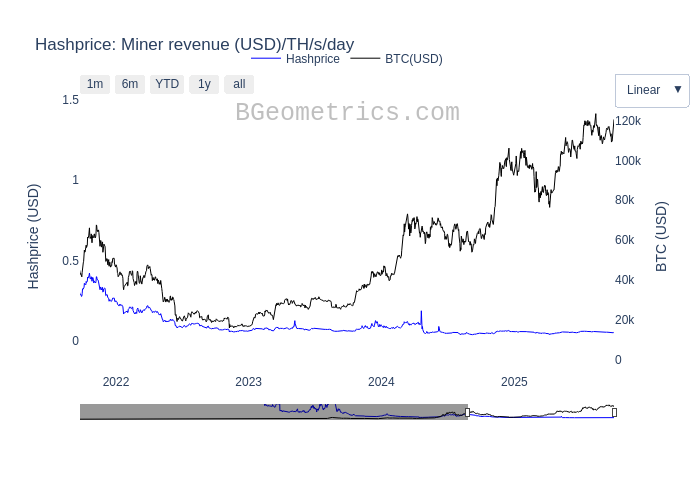 Hashprice: Miner revenue (USD)/TH/s/day
Hashprice BTC(USD)
1m 6m YTD 1y all
Linear ▼
BGeometrics.com
1.5
1
0.5
0
Hashprice (USD)
120k
100k
80k
60k
40k
20k
0
BTC (USD)
2022 2023 2024 2025